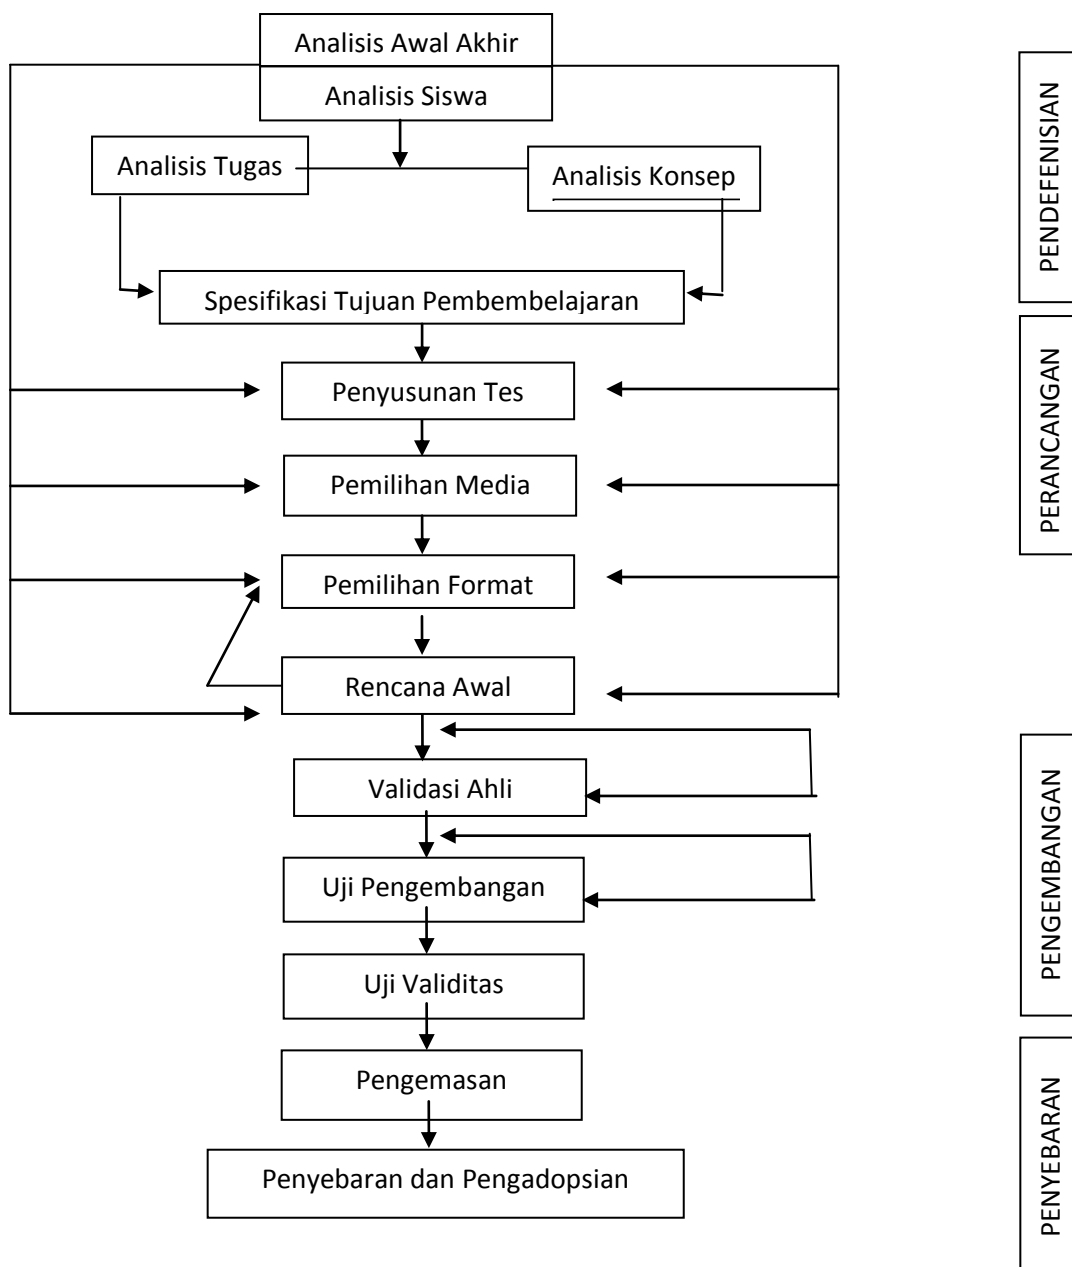 Analisis Awal Akhir
Analisis Siswa
Analisis Tugas
Analisis Konsep
Spesifikasi Tujuan Pembembelajaran
Penyusunan Tes
Pemilihan Media
Pemilihan Format
Rencana Awal
Validasi Ahli
Uji Pengembangan
Uji Validitas
Pengemasan
Penyebaran dan Pengadopsian
PENDEFENISIAN
PERANCANGAN
PENGEMBANGAN
PENYEBARAN